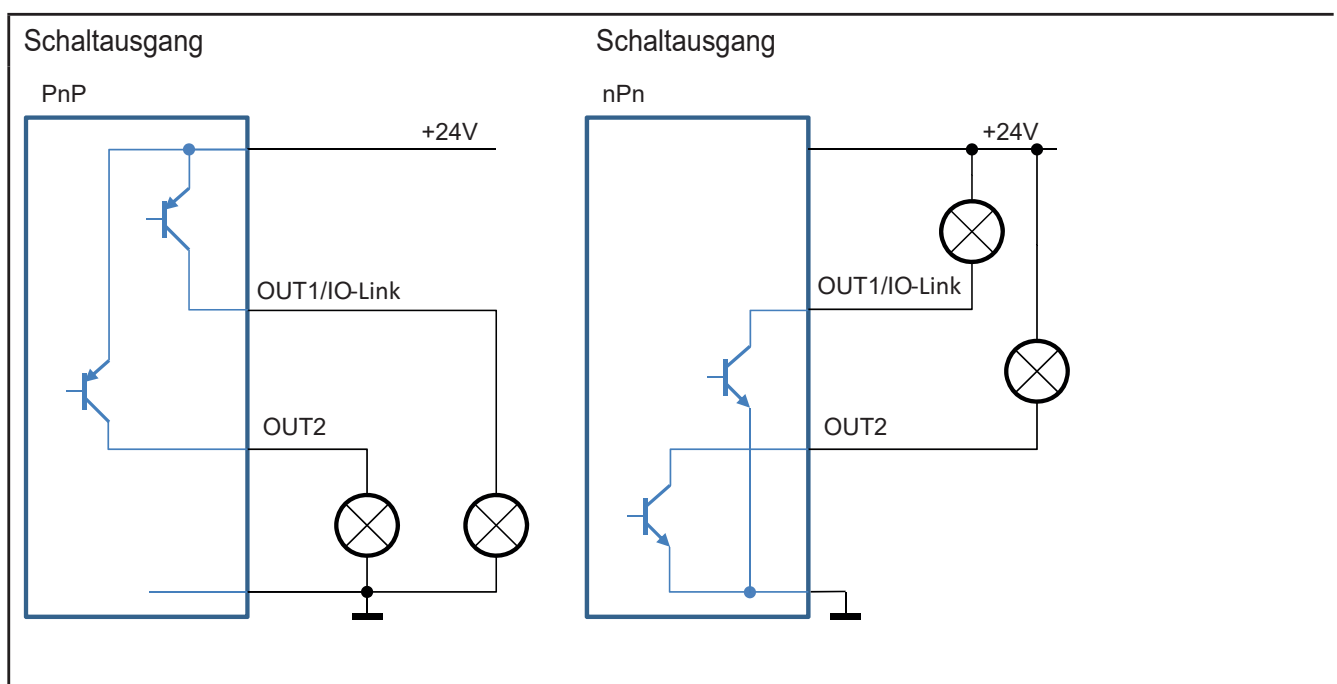 Schaltausgang
PnP
+24V
OUT1/IO-Link
OUT2
Schaltausgang
nPn
+24V
OUT1/IO-Link
OUT2